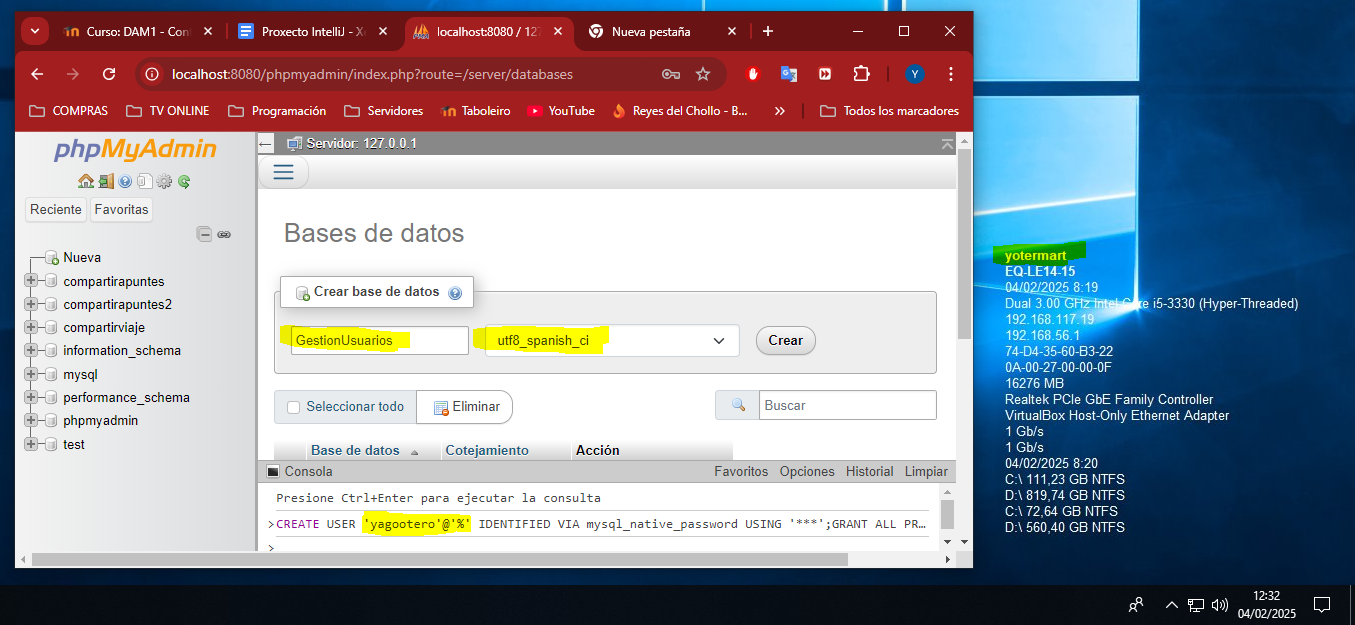 Curso: DAM1 - Con
Proxecto IntelliJ - X
localhost:8080 / 127
Nueva pestaña
localhost:8080/phpmyadmin/index.php?route=/server/databases
Y
COMPRAS
TV ONLINE
Programación
Servidores
Taboleiro
YouTube
Reyes del Chollo - B...
Todos los marcadores
phpMyAdmin
Reciente
Favoritas
Nueva
compartirapuntes
compartirapuntes2
compartirviaje
information_schema
mysql
performance_schema
phpmyadmin
test
Servidor: 127.0.0.1
Bases de datos
Crear base de datos
GestionUsuarios
utf8_spanish_ci
Crear
Seleccionar todo
Eliminar
Buscar
Base de datos
Cotejamiento
Acción
Consola
Favoritos
Opciones
Historial
Limpiar
Presione Ctrl+Enter para ejecutar la consulta
>CREATE USER 'yagootero'@'%' IDENTIFIED VIA mysql_native_password USING '***';GRANT ALL PR…
>
yotermart
EQ-LE14-15
04/02/2025 8:19
Dual 3.00 GHz Intel Core i5-3330 (Hyper-Threaded)
192.168.117.19
192.168.56.1
74-D4-35-60-B3-22
0A-00-27-00-00-0F
16276 MB
Realtek PCIe GbE Family Controller
VirtualBox Host-Only Ethernet Adapter
1 Gb/s
1 Gb/s
04/02/2025 8:20
C:\ 111,23 GB NTFS
D:\ 819,74 GB NTFS
C:\ 72,64 GB NTFS
D:\ 560,40 GB NTFS
12:32
04/02/2025